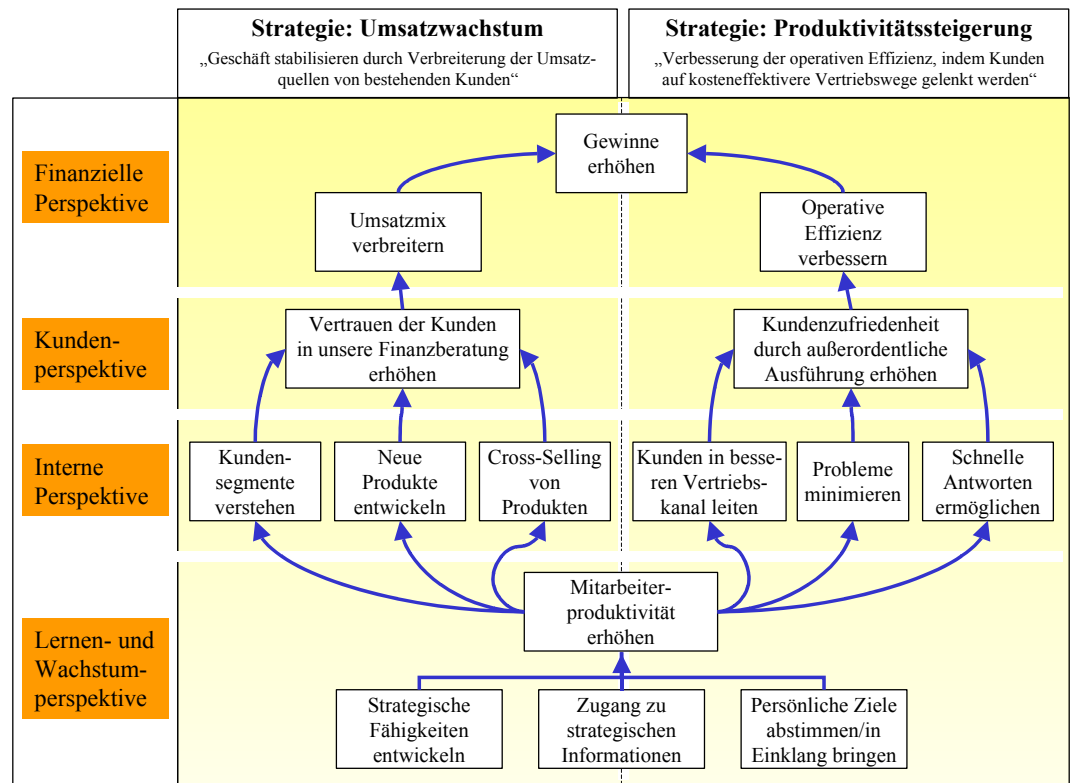 Strategie: Umsatzwachstum
„Geschäft stabilisieren durch Verbreiterung der Umsatz-
quellen von bestehenden Kunden“
Strategie: Produktivitätssteigerung
„Verbesserung der operativen Effizienz, indem Kunden
auf kosteneffektivere Vertriebswege gelenkt werden“
Finanzielle
Perspektive
Gewinne
erhöhen
Umsatzmix
verbreitern
Operative
Effizienz
verbessern
Kunden-
perspektive
Vertrauen der Kunden
in unsere Finanzberatung
erhöhen
Kundenzufriedenheit
durch außerordentliche
Ausführung erhöhen
Interne
Perspektive
Kunden-
segmente
verstehen
Neue
Produkte
entwickeln
Cross-Selling
von
Produkten
Kunden in besse-
ren Vertriebs-
kanal leiten
Probleme
minimieren
Schnelle
Antworten
ermöglichen
Lernen- und
Wachstum-
perspektive
Mitarbeiter-
produktivität
erhöhen
Strategische
Fähigkeiten
entwickeln
Zugang zu
strategischen
Informationen
Persönliche Ziele
abstimmen/in
Einklang bringen